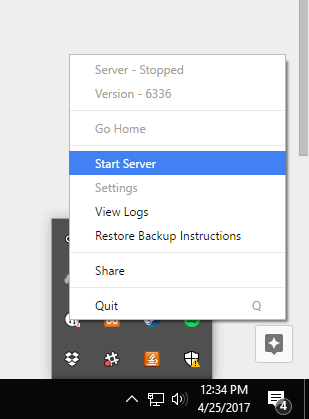 Server - Stopped
Version - 6336
Go Home
Start Server
Settings
View Logs
Restore Backup Instructions
Share
Quit Q
12:34 PM
4/25/2017
4